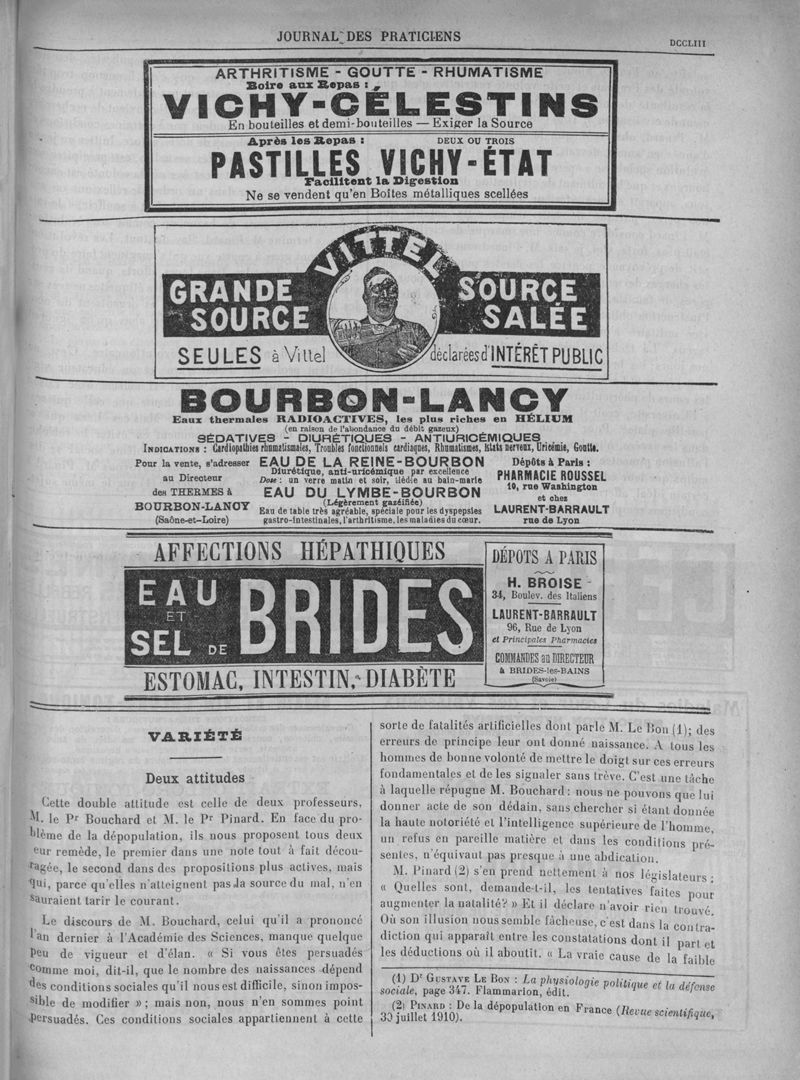 JOURNAL DES PRATICIENS
DCCLIII
ARTHRITISME - GOUTTE - RHUMATISME
Boire aux Repas :
VICHY-CÉLESTINS
En bouteilles et demi-bouteilles — Exiger la Source
Après les Repas : DEUX OU TROIS
PASTILLES VICHY-ÉTAT
Facilitent la Digestion
Ne se vendent qu'en Boîtes métalliques scellées
VITTEL
GRANDE SOURCE
SOURCE SALÉE
SEULES à Vittel déclarées d'INTÉRÊT PUBLIC
BOURBON-LANCY
Eaux thermales RADIOACTIVES, les plus riches en HÉLIUM
(en raison de l'abondance du débit gazeux)
SÉDATIVES - DIURÉTIQUES - ANTIURICÉMIQUES
INDICATIONS : Cardiopathies rhumatismales, Troubles fonctionnels cardiaques, Rhumatismes, Etats nerveux, Uricémie, Goutte.
Pour la vente, s'adresser
au Directeur
des THERMES à
BOURBON-LANCY
(Saône-et-Loire)
EAU DE LA REINE-BOURBON
Diurétique, anti-uricémique par excellence
Dose : un verre matin et soir, tiédie au bain-marie
EAU DU LYMBE-BOURBON
(Légèrement gazéifiée)
Eau de table très agréable, spéciale pour les dyspepsies
gastro-intestinales, l'arthritisme, les maladies du cœur.
Dépôts à Paris :
PHARMACIE ROUSSEL
10, rue Washington
et chez
LAURENT-BARRAULT
rue de Lyon
AFFECTIONS HÉPATHIQUES
EAU
ET
SEL DE BRIDES
ESTOMAC, INTESTIN, DIABÈTE
DÉPOTS A PARIS
H. BROISE
34, Boulev. des Italiens
LAURENT-BARRAULT
96, Rue de Lyon
et Principales Pharmacies
COMMANDES au DIRECTEUR
à BRIDES-les-BAINS
(Savoie)
VARIÉTÉ
Deux attitudes
Cette double attitude est celle de deux professeurs,
M. le Pr Bouchard et M. le Pr Pinard. En face du pro-
blème de la dépopulation, ils nous proposent tous deux
eur remède, le premier dans une note tout à fait décou-
ragée, le second dans des propositions plus actives, mais
qui, parce qu'elles n'atteignent pas la source du mal, n'en
sauraient tarir le courant.
Le discours de M. Bouchard, celui qu'il a prononcé
l'an dernier à l'Académie des Sciences, manque quelque
peu de vigueur et d'élan. « Si vous êtes persuadés
comme moi, dit-il, que le nombre des naissances dépend
des conditions sociales qu'il nous est difficile, sinon impos-
sible de modifier » ; mais non, nous n'en sommes point
persuadés. Ces conditions sociales appartiennent à cette
sorte de fatalités artificielles dont parle M. Le Bon (1); des
erreurs de principe leur ont donné naissance. A tous les
hommes de bonne volonté de mettre le doigt sur ces erreurs
fondamentales et de les signaler sans trêve. C'est une tâche
à laquelle répugne M. Bouchard : nous ne pouvons que lui
donner acte de son dédain, sans chercher si étant donnée
la haute notoriété et l'intelligence supérieure de l'homme,
un refus en pareille matière et dans les conditions pré-
sentes, n'équivaut pas presque à une abdication.
M. Pinard (2) s'en prend nettement à nos législateurs :
« Quelles sont, demande-t-il, les tentatives faites pour
augmenter la natalité? » Et il déclare n'avoir rien trouvé.
Où son illusion nous semble fâcheuse, c'est dans la contra-
diction qui apparaît entre les constatations dont il part et
les déductions où il aboutit. « La vraie cause de la faible
(1) Dr GUSTAVE LE BON : La physiologie politique et la défense
sociale, page 347. Flammarion, édit.
(2) PINARD : De la dépopulation en France (Revue scientifique,
30 juillet 1910).